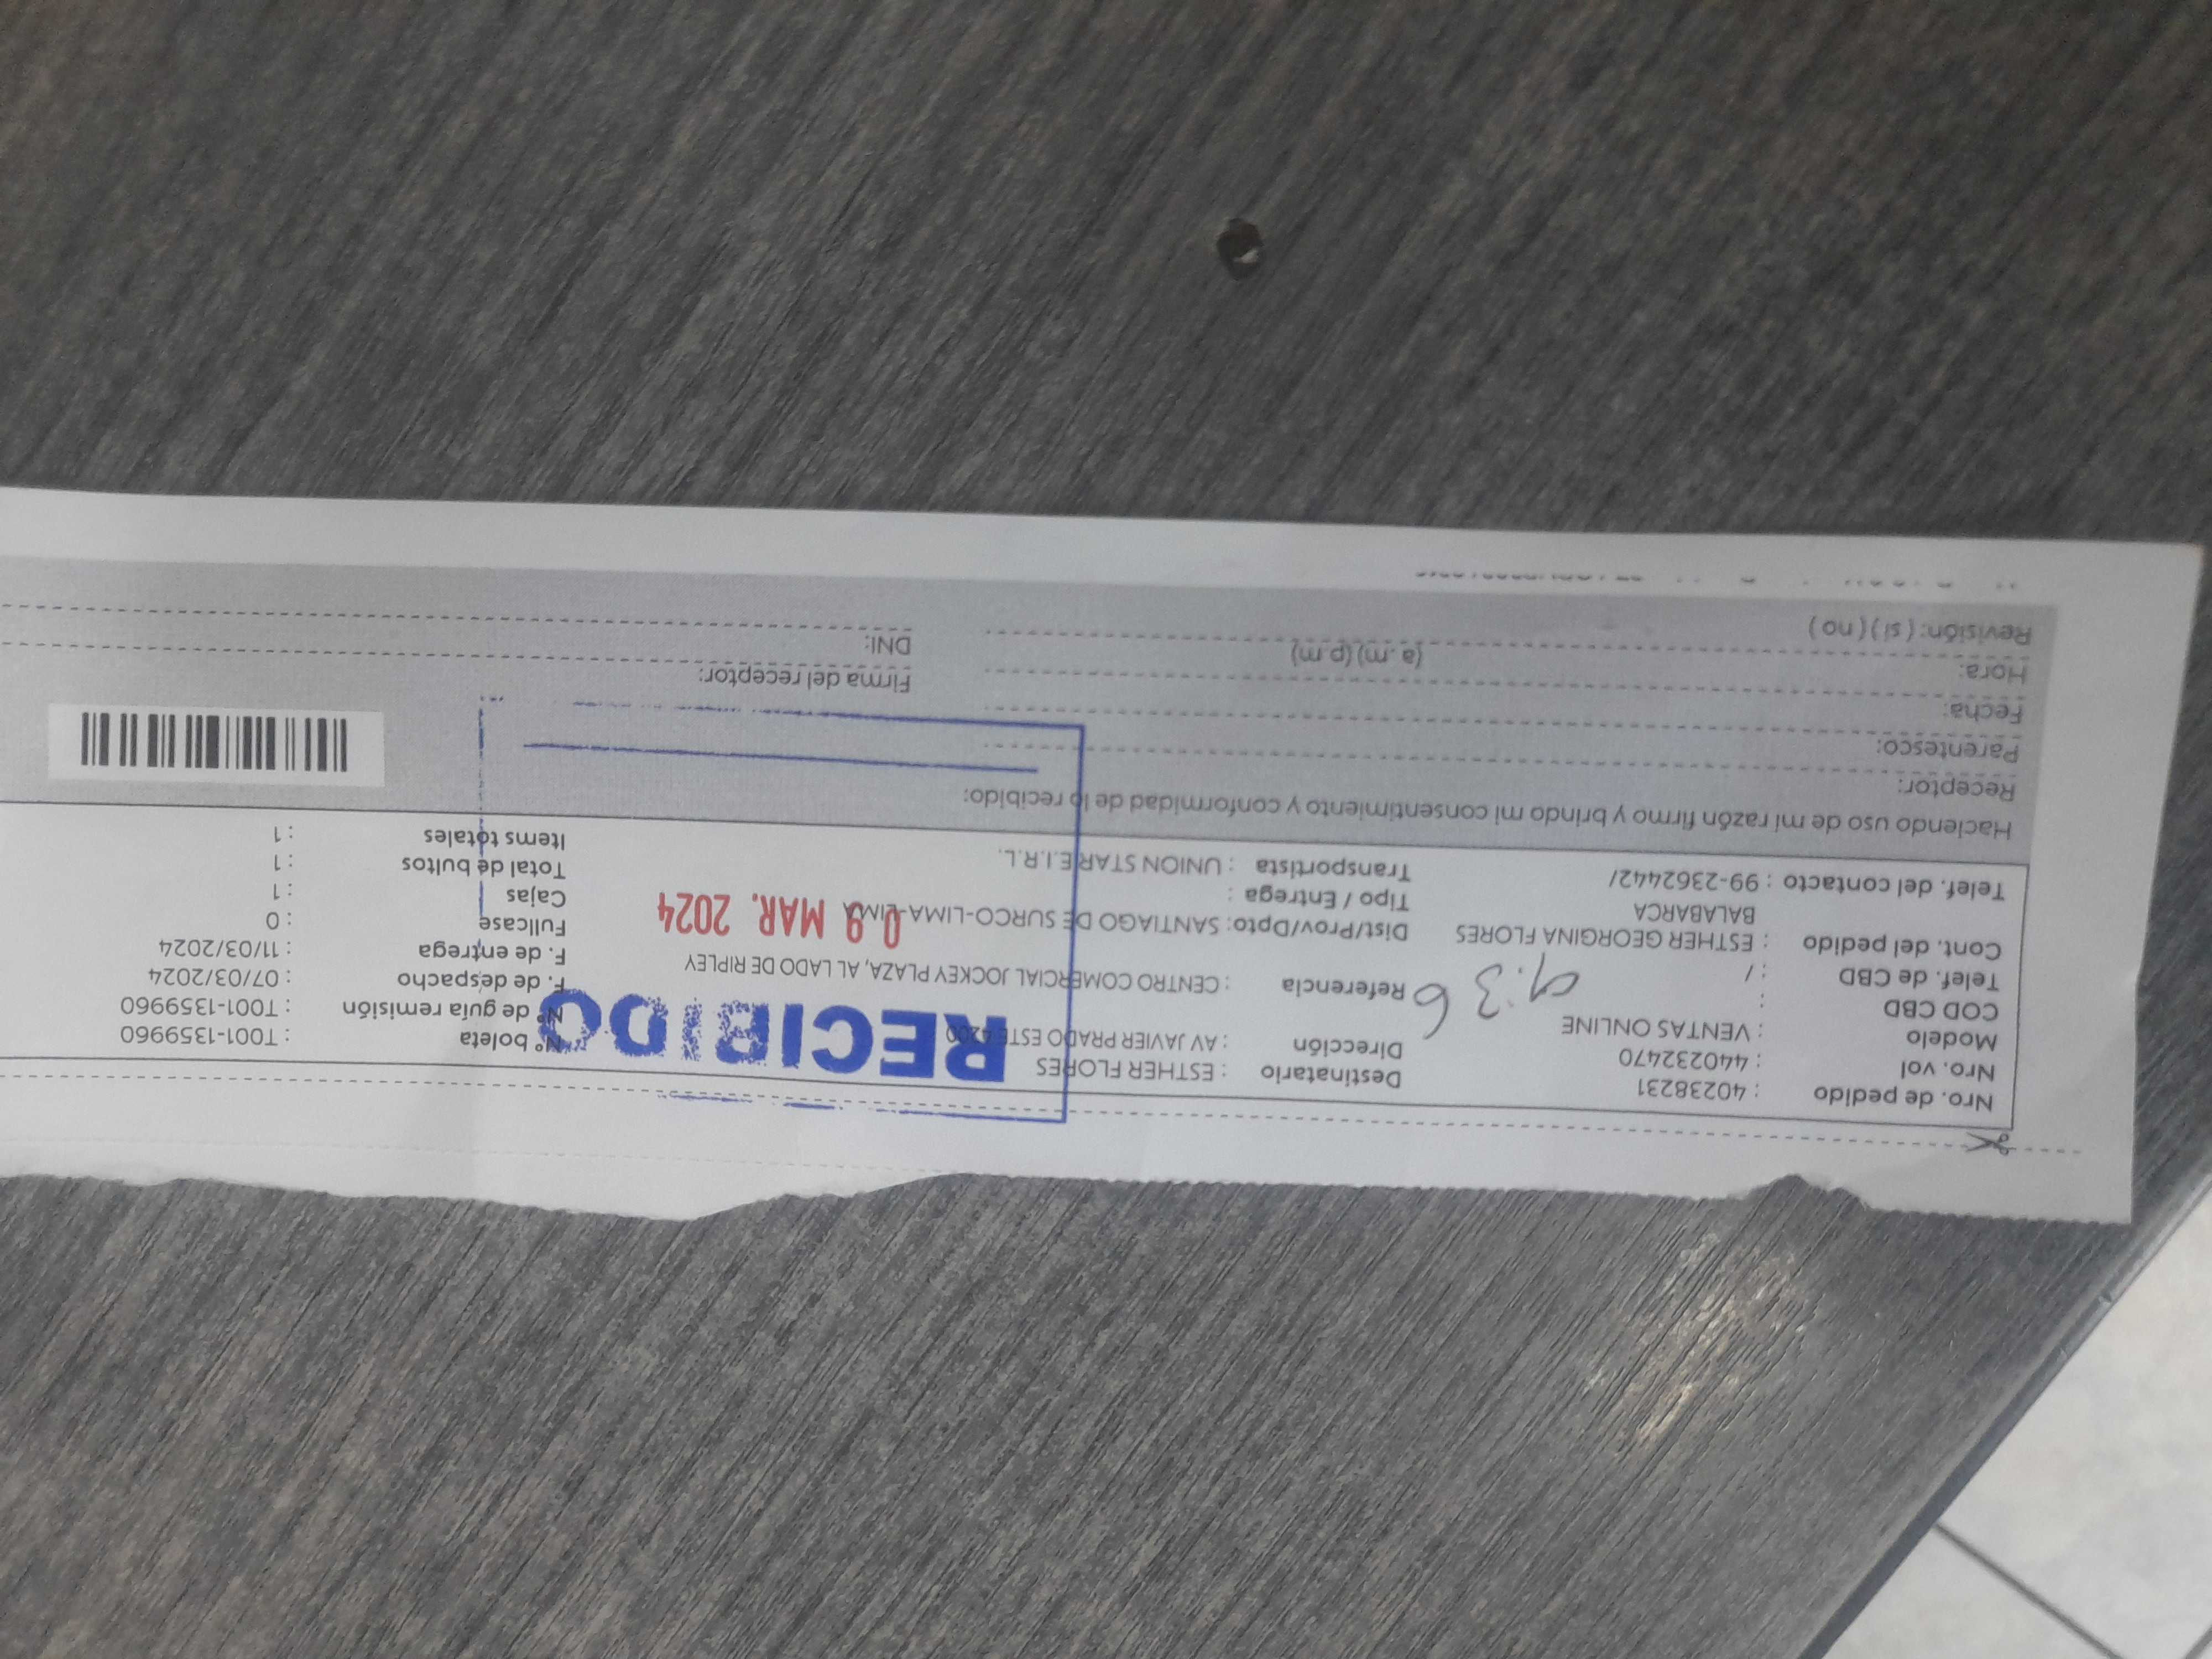 Nro. de pedido : 40238231
Nro. vol : 440232470
Modelo : VENTAS ONLINE
COD CBD :
Telef. de CBD : /
Cont. del pedido : ESTHER GEORGINA FLORES
BALABARCA
Telef. del contacto : 99-2362442/
9:36
Destinatario : ESTHER FLORES
Dirección : AV JAVIER PRADO ESTE 4200
Referencia : CENTRO COMERCIAL JOCKEY PLAZA, AL LADO DE RIPLEY
Dist/Prov/Dpto: SANTIAGO DE SURCO-LIMA-LIMA
Tipo / Entrega :
Transportista : UNION STAR E.I.R.L.
RECIBIDO
09 MAR. 2024
N° boleta : T001-1359960
N° de guía remisión : T001-1359960
F. de despacho : 07/03/2024
F. de entrega : 11/03/2024
Fullcase : 0
Cajas : 1
Total de bultos : 1
Items totales : 1
Haciendo uso de mi razón firmo y brindo mi consentimiento y conformidad de lo recibido:
Receptor:
Parentesco:
Fecha:
Hora: (a.m) (p.m)
Revisión: ( si ) ( no )
Firma del receptor:
DNI: